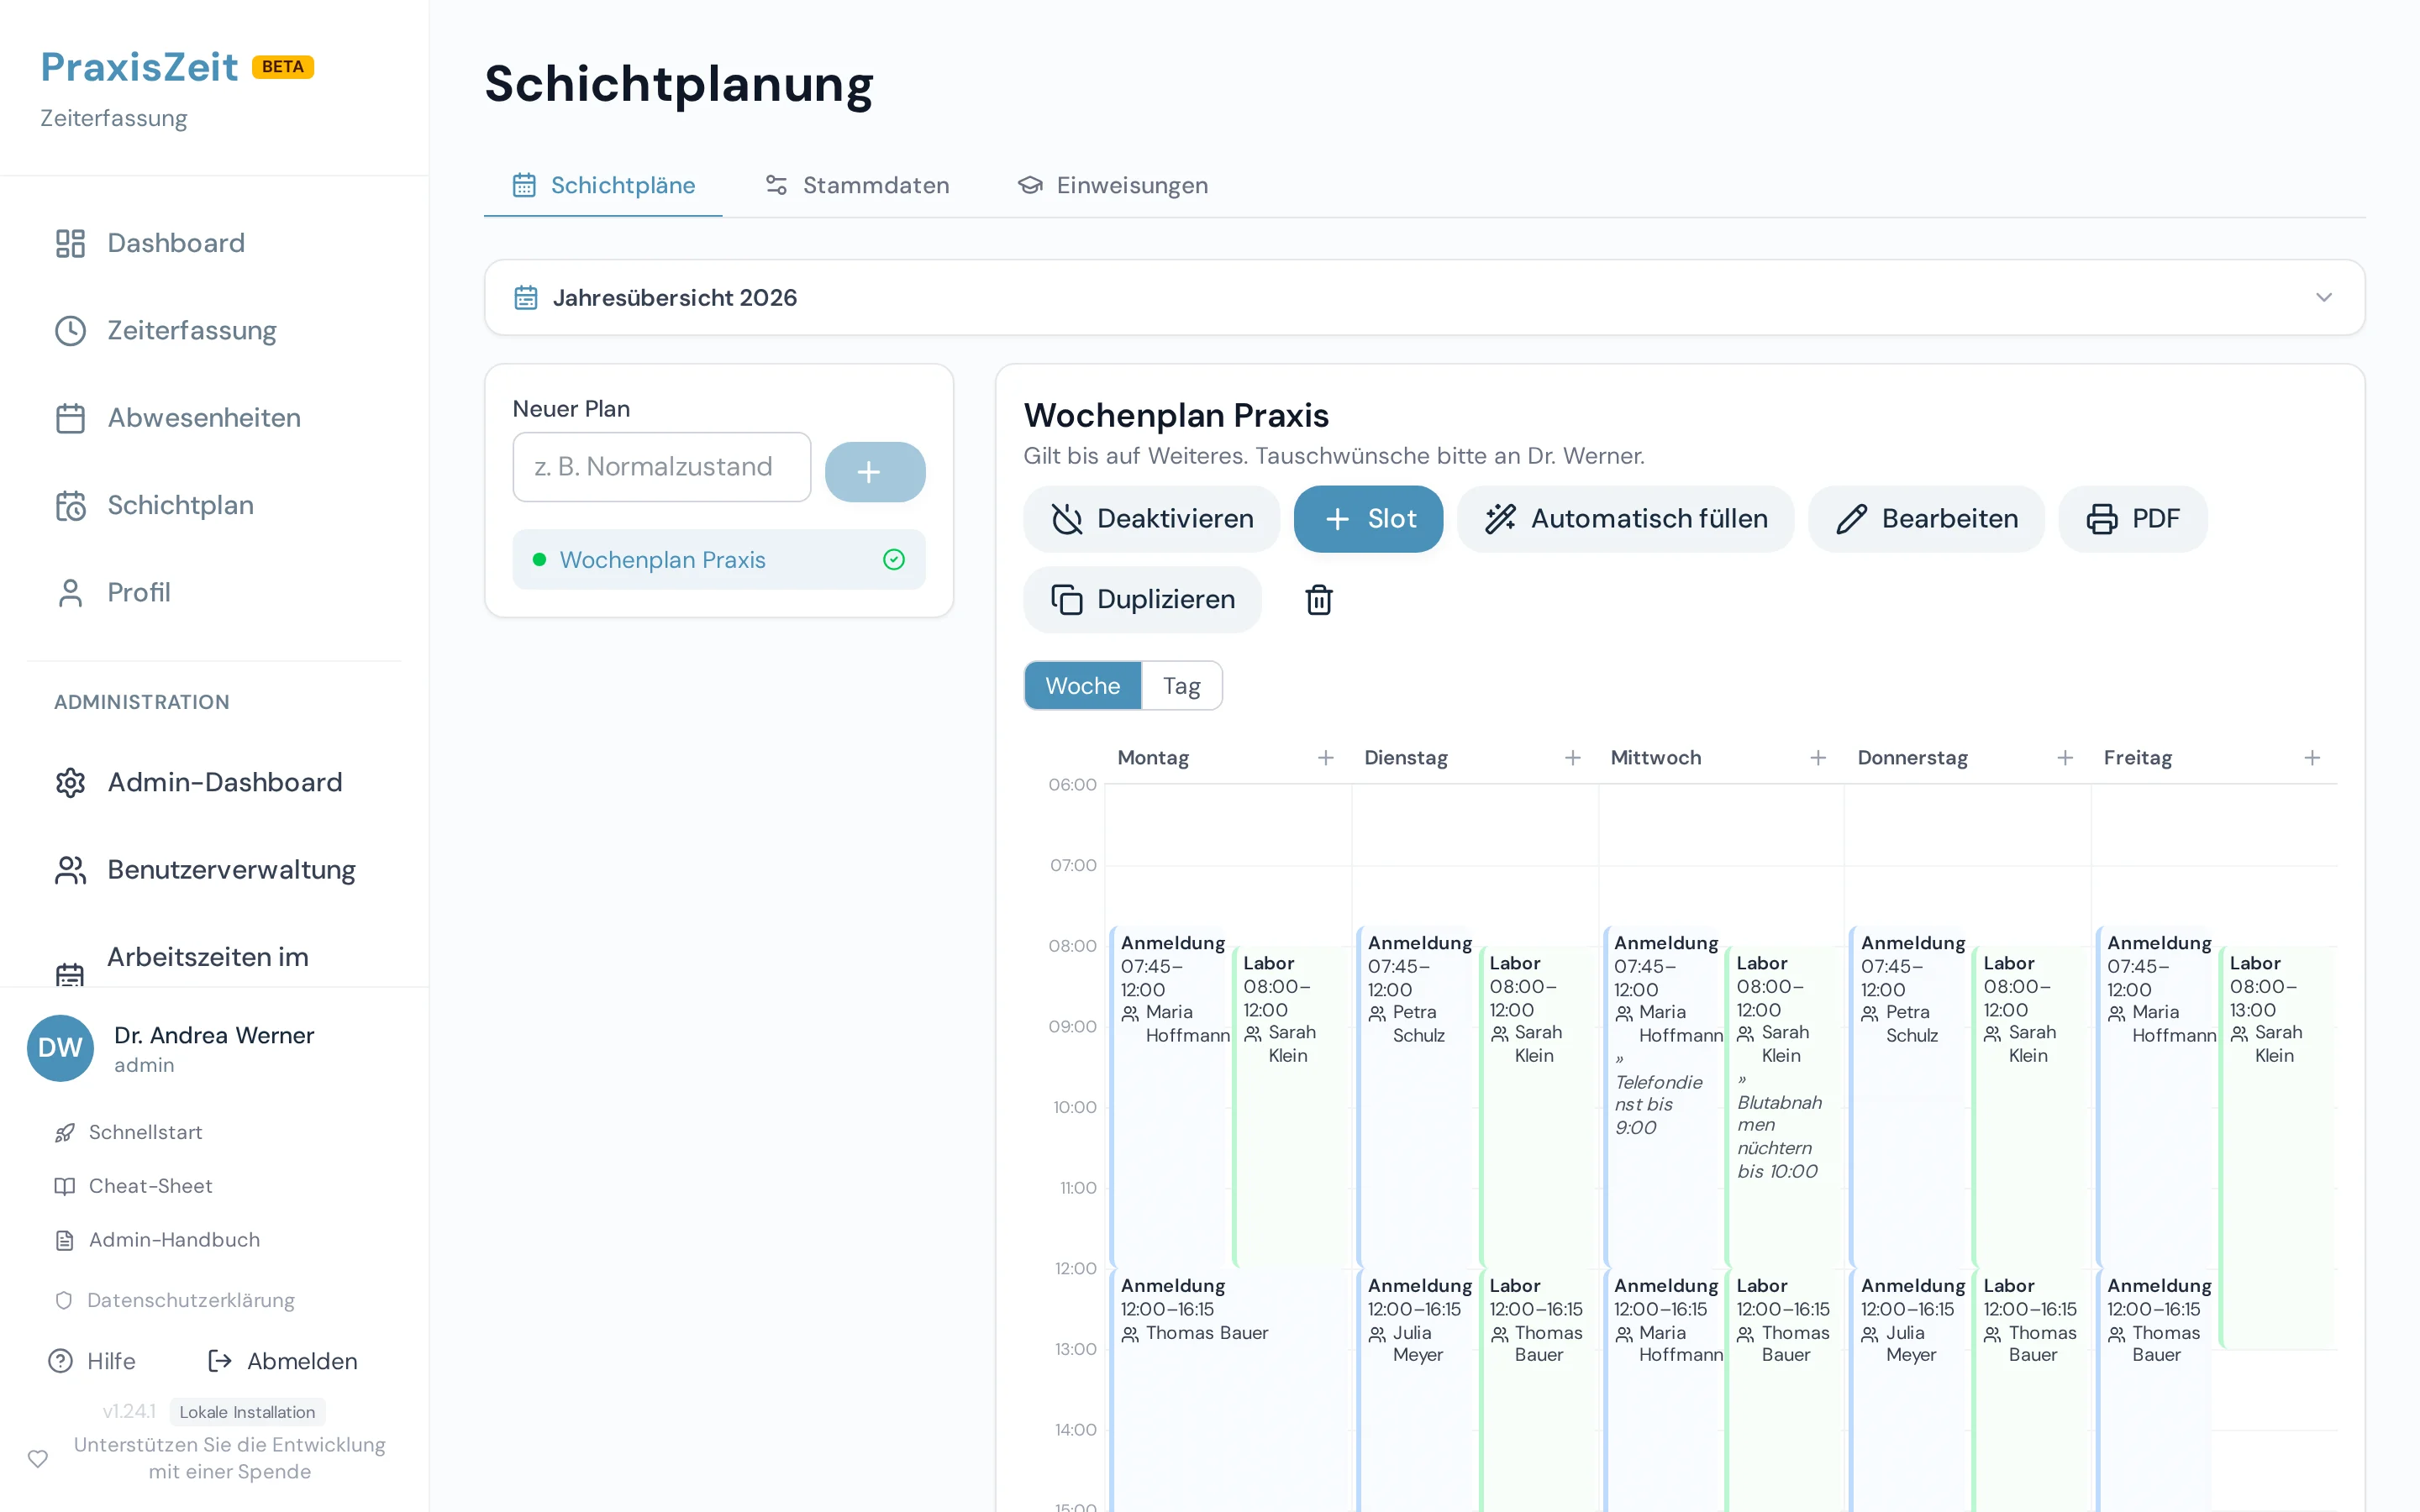 PraxisZeit BETA
Zeiterfassung
Dashboard
Zeiterfassung
Abwesenheiten
Schichtplan
Profil
ADMINISTRATION
Admin-Dashboard
Benutzerverwaltung
Arbeitszeiten im
DW
Dr. Andrea Werner
admin
Schnellstart
Cheat-Sheet
Admin-Handbuch
Datenschutzerklärung
Hilfe
Abmelden
v1.24.1 Lokale Installation
Unterstützen Sie die Entwicklung
mit einer Spende
Schichtplanung
Schichtpläne
Stammdaten
Einweisungen
Jahresübersicht 2026
Neuer Plan
z. B. Normalzustand
Wochenplan Praxis
Wochenplan Praxis
Gilt bis auf Weiteres. Tauschwünsche bitte an Dr. Werner.
Deaktivieren
Slot
Automatisch füllen
Bearbeiten
PDF
Duplizieren
Woche
Tag
Montag
Dienstag
Mittwoch
Donnerstag
Freitag
06:00
07:00
08:00
09:00
10:00
11:00
12:00
13:00
14:00
15:00
Anmeldung
07:45–
12:00
Maria
Hoffmann
Labor
08:00–
12:00
Sarah
Klein
Anmeldung
12:00–16:15
Thomas Bauer
Anmeldung
07:45–
12:00
Petra
Schulz
Labor
08:00–
12:00
Sarah
Klein
Anmeldung
12:00–16:15
Julia
Meyer
Labor
12:00–16:15
Thomas
Bauer
Anmeldung
07:45–
12:00
Maria
Hoffmann
»
Telefondie
nst bis
9:00
Labor
08:00–
12:00
Sarah
Klein
»
Blutabnah
men
nüchtern
bis 10:00
Anmeldung
12:00–16:15
Maria
Hoffmann
Labor
12:00–16:15
Thomas
Bauer
Anmeldung
07:45–
12:00
Petra
Schulz
Labor
08:00–
12:00
Sarah
Klein
Anmeldung
12:00–16:15
Julia
Meyer
Labor
12:00–16:15
Thomas
Bauer
Anmeldung
07:45–
12:00
Maria
Hoffmann
Labor
08:00–
13:00
Sarah
Klein
Anmeldung
12:00–16:15
Thomas
Bauer